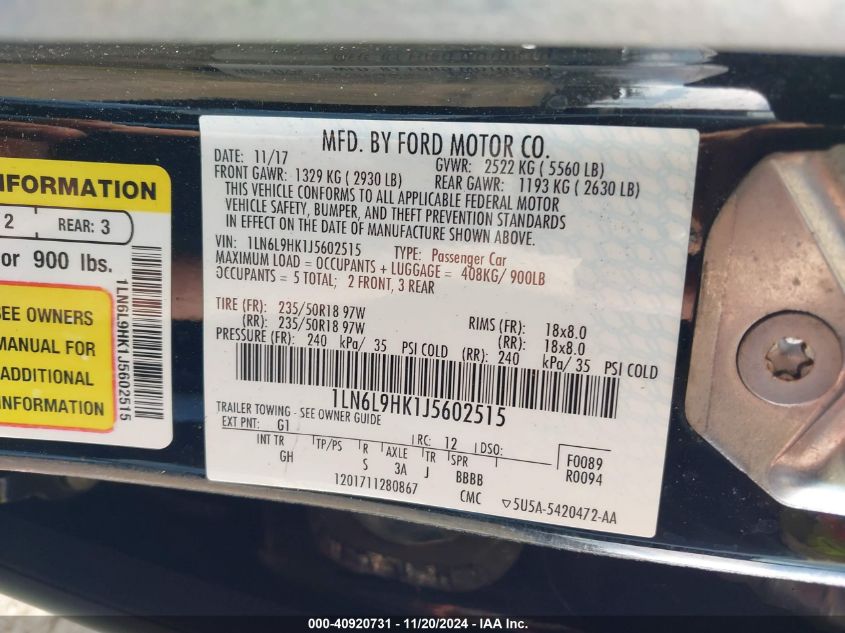 MFD. BY FORD MOTOR CO.
DATE: 11/17 GVWR: 2522 KG ( 5560 LB)
FRONT GAWR: 1329 KG ( 2930 LB) REAR GAWR: 1193 KG ( 2630 LB)
THIS VEHICLE CONFORMS TO ALL APPLICABLE FEDERAL MOTOR
VEHICLE SAFETY, BUMPER, AND THEFT PREVENTION STANDARDS
IN EFFECT ON THE DATE OF MANUFACTURE SHOWN ABOVE.
VIN: 1LN6L9HK1J5602515 TYPE: Passenger Car
MAXIMUM LOAD = OCCUPANTS + LUGGAGE = 408KG/ 900LB
OCCUPANTS = 5 TOTAL; 2 FRONT, 3 REAR
TIRE (FR): 235/50R18 97W RIMS (FR): 18x8.0
(RR): 235/50R18 97W (RR): 18x8.0
PRESSURE (FR): 240 kPa/ 35 PSI COLD (RR): 240 kPa/ 35 PSI COLD
1LN6L9HK1J5602515
TRAILER TOWING - SEE OWNER GUIDE
EXT PNT: G1 RC: 12 DSO: F0089
INT TR TP/PS R AXLE TR SPR R0094
GH S 3A J BBBB
1201711280867 CMC 5U5A-5420472-AA
INFORMATION
2 REAR: 3
or 900 lbs.
SEE OWNERS
MANUAL FOR
ADDITIONAL
INFORMATION
1LN6L9HK1J5602515
000-40920731 - 11/20/2024 - IAA Inc.